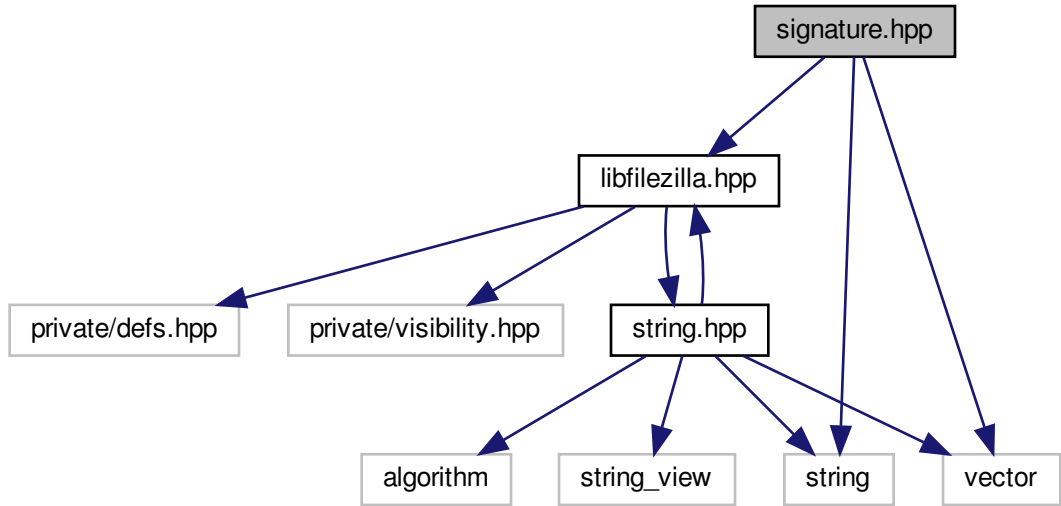 signature.hpp
libfilezilla.hpp
private/defs.hpp
private/visibility.hpp
string.hpp
algorithm
string_view
string
vector